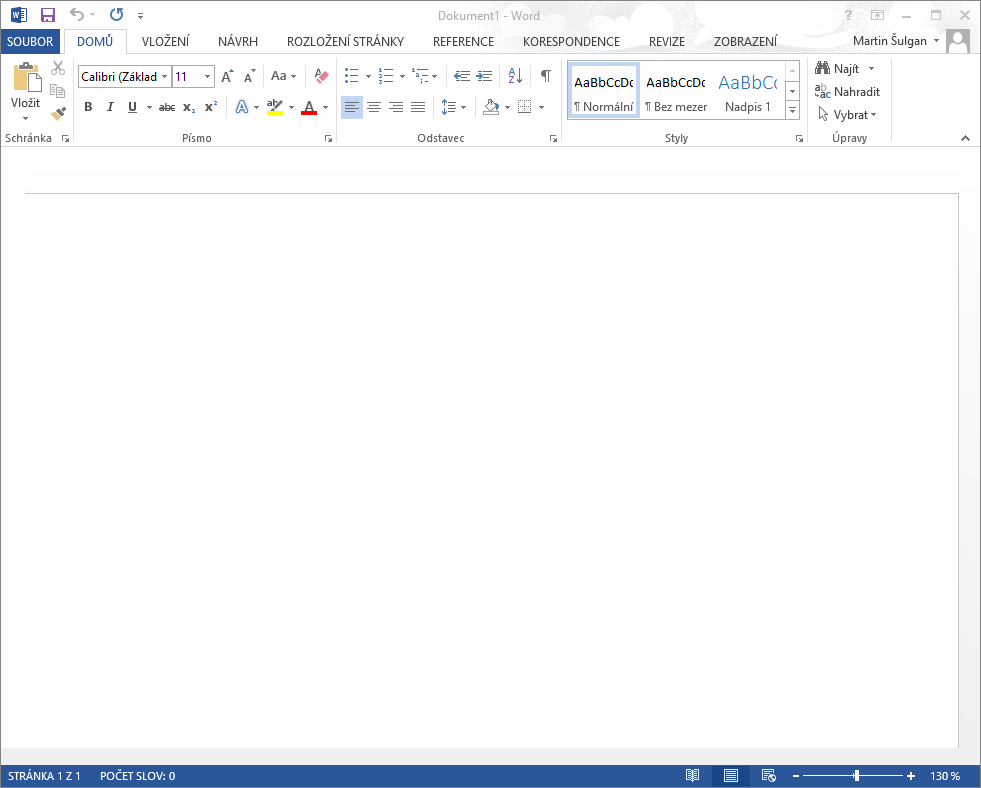 Dokument1 - Word
SOUBOR DOMŮ VLOŽENÍ NÁVRH ROZLOŽENÍ STRÁNKY REFERENCE KORESPONDENCE REVIZE ZOBRAZENÍ Martin Šulgan
Vložit
Calibri (Základ 11 A A Aa
B I U abc x₂ x² A ab A
A Z ¶
AaBbCcDc AaBbCcDc AaBbCc
¶ Normální ¶ Bez mezer Nadpis 1
Najít
Nahradit
Vybrat
Schránka Písmo Odstavec Styly Úpravy
STRÁNKA 1 Z 1 POČET SLOV: 0 130 %